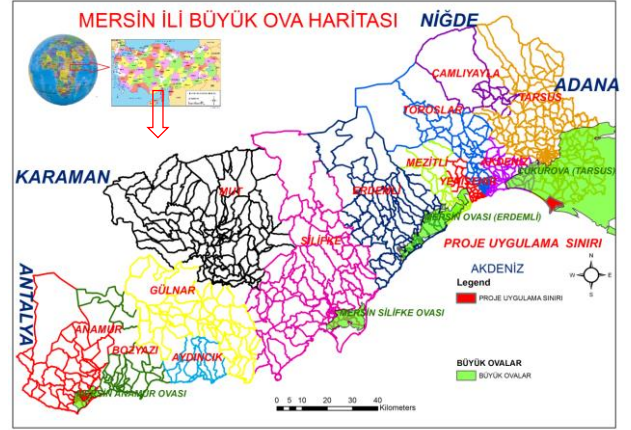 MERSİN İLİ BÜYÜK OVA HARİTASI
NİĞDE
ÇAMLIYAYLA
ADANA
TARSUS
TOROSLAR
MEZİTLİ
AKDENİZ
ÇUKUROVA (TARSUS)
YENİŞEHİR
KARAMAN
MUT
ERDEMLİ
MERSİN OVASI (ERDEMLİ)
SİLİFKE
PROJE UYGULAMA SINIRI
AKDENİZ
N
W
E
S
Legend
PROJE UYGULAMA SINIRI
ANTALYA
GÜLNAR
MERSİN SİLİFKE OVASI
ANAMUR
BOZYAZI
AYDINCIK
BÜYÜK OVALAR
BÜYÜK OVALAR
MERSİN ANAMUR OVASI
0 5 10 20 30 40
Kilometers